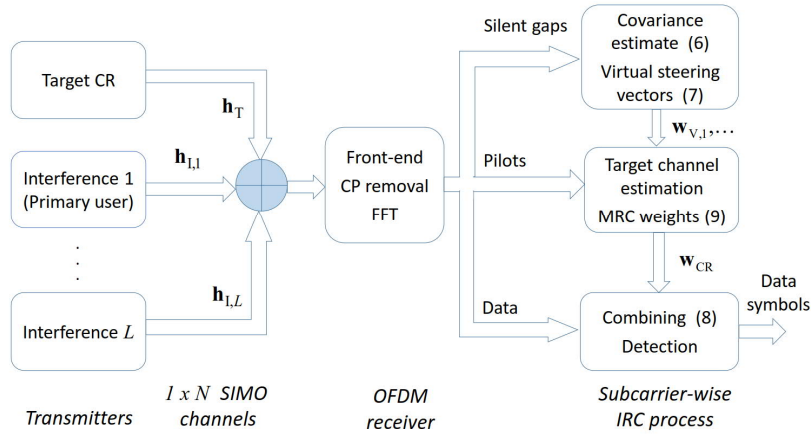 Target CR
Interference 1
(Primary user)
. . .
Interference L
h_T
h_I,1
h_I,L
Front-end
CP removal
FFT
Silent gaps
Pilots
Data
Covariance
estimate (6)
Virtual steering
vectors (7)
w_V,1,...
Target channel
estimation
MRC weights (9)
w_CR
Combining (8)
Detection
Data
symbols
Transmitters
1 x N SIMO
channels
OFDM
receiver
Subcarrier-wise
IRC process